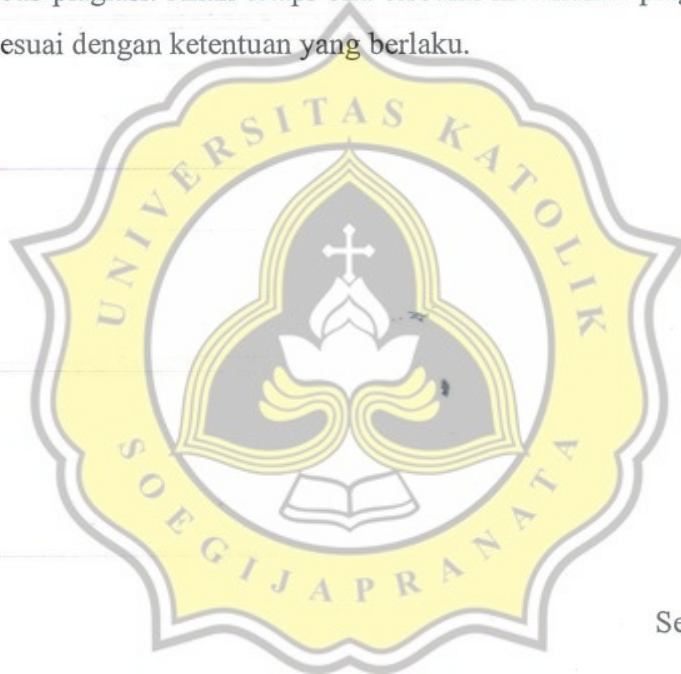 esuai dengan ketentuan yang berlaku.
UNIVERSITAS KATOLIK
SOEGIJAPRANATA
Se